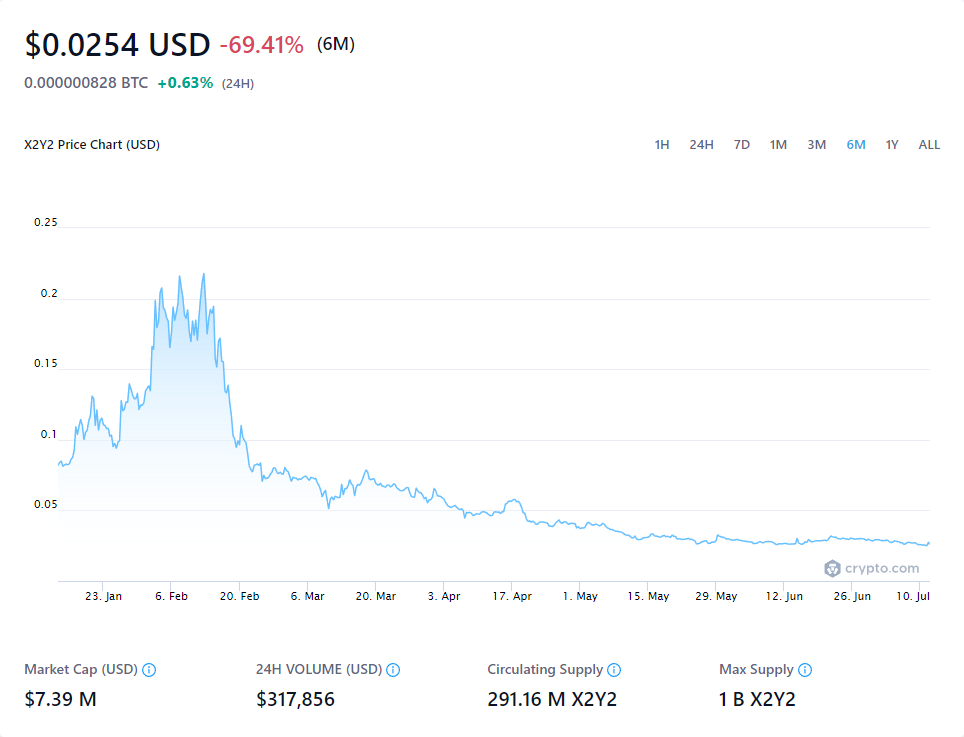 $0.0254 USD -69.41% (6M)
0.000000828 BTC +0.63% (24H)
X2Y2 Price Chart (USD) 1H 24H 7D 1M 3M 6M 1Y ALL
0.25
0.2
0.15
0.1
0.05
crypto.com
23. Jan 6. Feb 20. Feb 6. Mar 20. Mar 3. Apr 17. Apr 1. May 15. May 29. May 12. Jun 26. Jun 10. Jul
Market Cap (USD) 24H VOLUME (USD) Circulating Supply Max Supply
$7.39 M $317,856 291.16 M X2Y2 1 B X2Y2